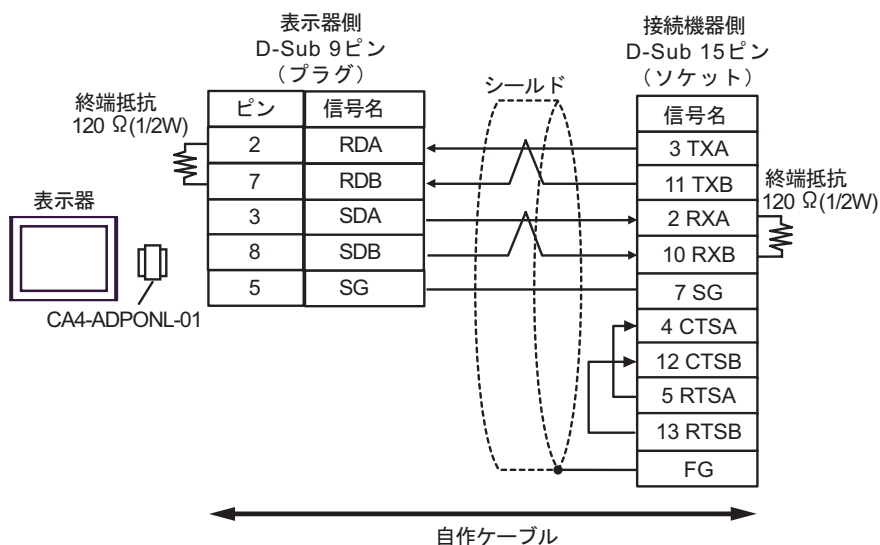 表示器側
D-Sub 9ピン
(プラグ)
接続機器側
D-Sub 15ピン
(ソケット)
シールド
終端抵抗
120 Ω(1/2W)
ピン 信号名
2 RDA
7 RDB
3 SDA
8 SDB
5 SG
信号名
3 TXA
11 TXB
2 RXA
10 RXB
7 SG
4 CTSA
12 CTSB
5 RTSA
13 RTSB
FG
終端抵抗
120 Ω(1/2W)
表示器
CA4-ADPONL-01
自作ケーブル